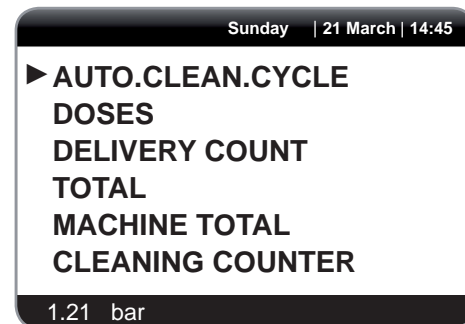 Sunday | 21 March | 14:45
AUTO.CLEAN.CYCLE
DOSES
DELIVERY COUNT
TOTAL
MACHINE TOTAL
CLEANING COUNTER
1.21 bar